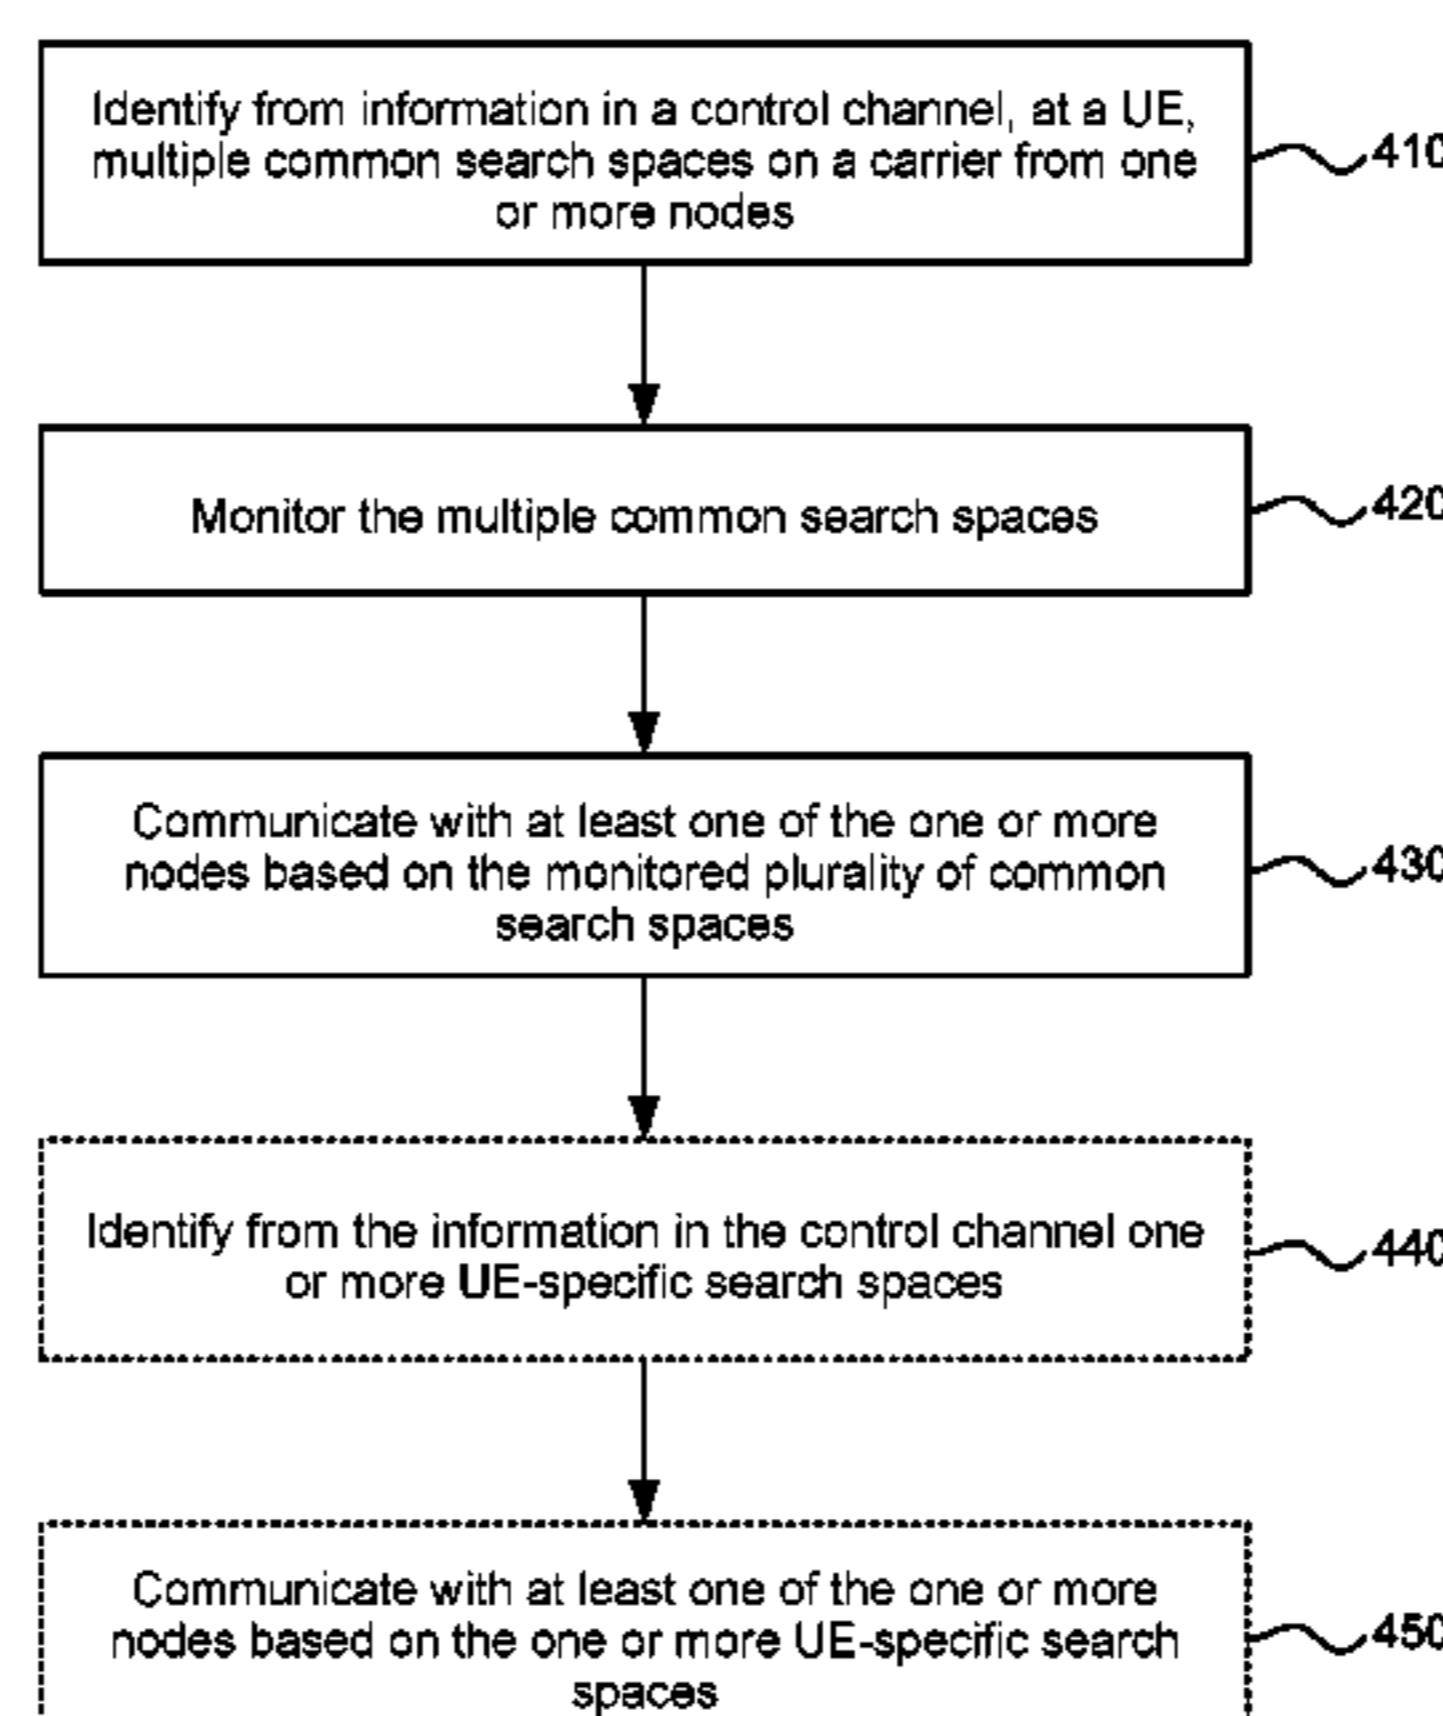 Identify from information in a control channel, at a UE,
multiple common search spaces on a carrier from one
or more nodes
410
Monitor the multiple common search spaces
420
Communicate with at least one of the one or more
nodes based on the monitored plurality of common
search spaces
430
Identify from the information in the control channel one
or more UE-specific search spaces
440
Communicate with at least one of the one or more
nodes based on the one or more UE-specific search
spaces
450